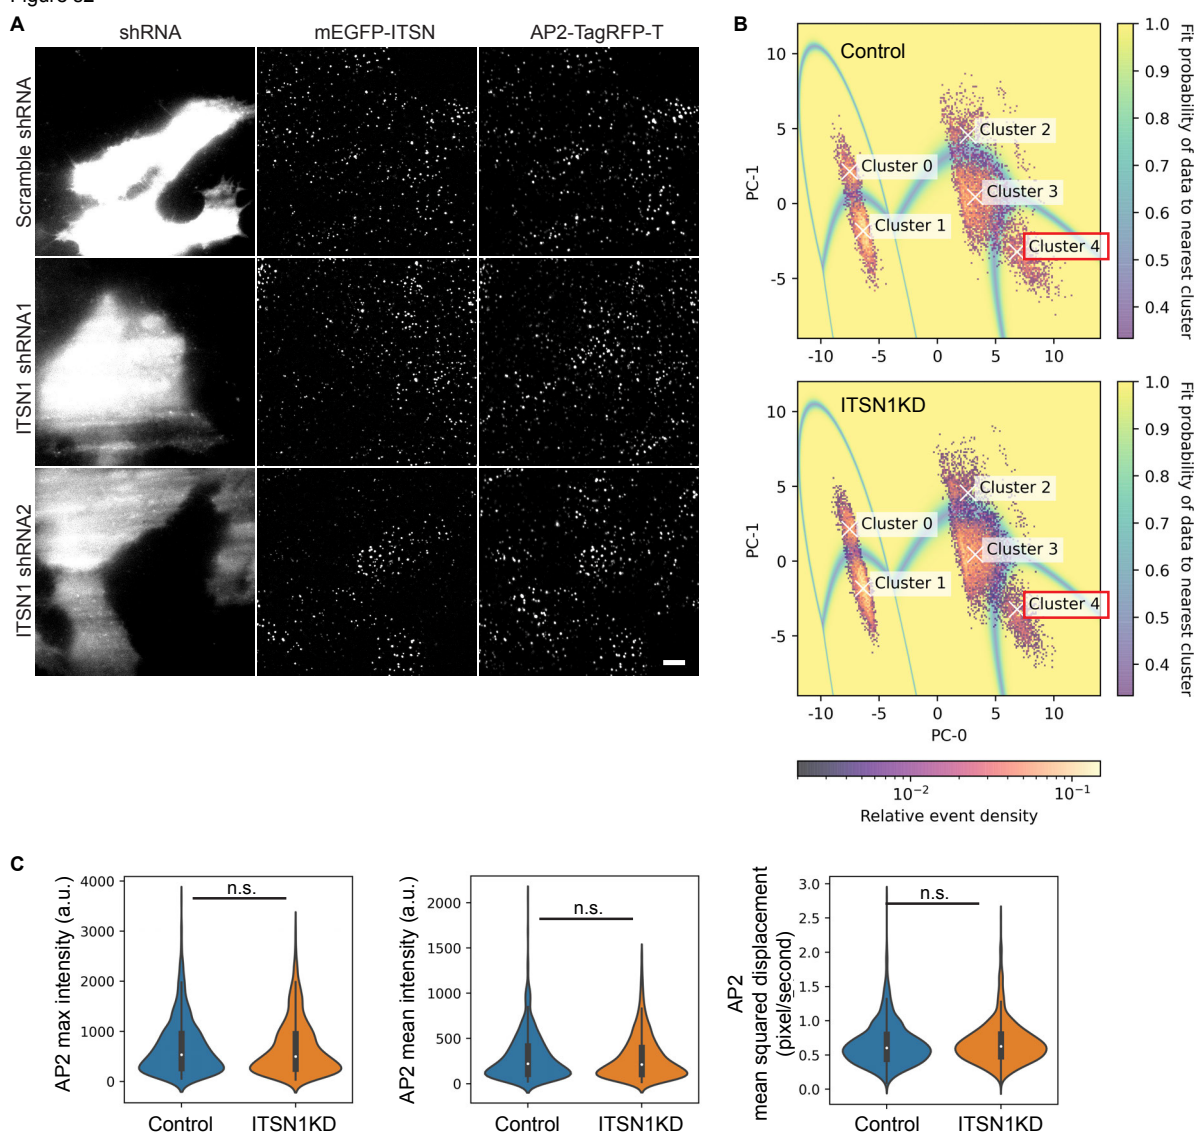 A
shRNA
mEGFP-ITSN
AP2-TagRFP-T
Scramble shRNA
ITSN1 shRNA1
ITSN1 shRNA2
B
Control
Cluster 2
Cluster 0
Cluster 3
Cluster 1
Cluster 4
10
5
0
-5
PC-1
-10
-5
0
5
10
1.0
0.9
0.8
0.7
0.6
0.5
0.4
Fit probability of data to nearest cluster
ITSN1KD
Cluster 2
Cluster 0
Cluster 3
Cluster 1
Cluster 4
10
5
0
-5
PC-1
-10
-5
0
5
10
PC-0
1.0
0.9
0.8
0.7
0.6
0.5
0.4
Fit probability of data to nearest cluster
10⁻²
10⁻¹
Relative event density
C
AP2 max intensity (a.u.)
4000
3000
2000
1000
0
n.s.
Control
ITSN1KD
AP2 mean intensity (a.u.)
2000
1500
1000
500
0
n.s.
Control
ITSN1KD
AP2
mean squared displacement
(pixel/second)
3.0
2.5
2.0
1.5
1.0
0.5
0.0
n.s.
Control
ITSN1KD